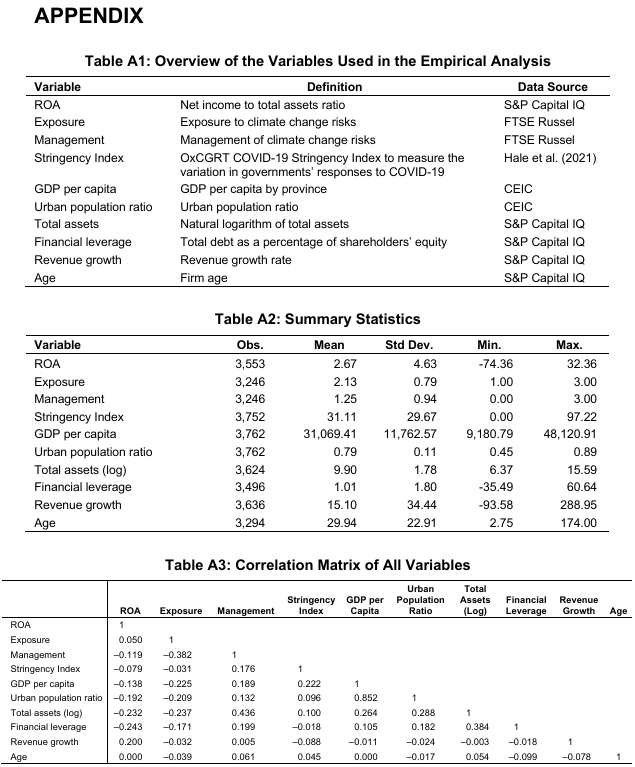 APPENDIX
Table A1: Overview of the Variables Used in the Empirical Analysis
Variable Definition Data Source
ROA Net income to total assets ratio S&P Capital IQ
Exposure Exposure to climate change risks FTSE Russel
Management Management of climate change risks FTSE Russel
Stringency Index OxCGRT COVID-19 Stringency Index to measure the Hale et al. (2021)
variation in governments’ responses to COVID-19
GDP per capita GDP per capita by province CEIC
Urban population ratio Urban population ratio CEIC
Total assets Natural logarithm of total assets S&P Capital IQ
Financial leverage Total debt as a percentage of shareholders’ equity S&P Capital IQ
Revenue growth Revenue growth rate S&P Capital IQ
Age Firm age S&P Capital IQ
Table A2: Summary Statistics
Variable Obs. Mean Std Dev. Min. Max.
ROA 3,553 2.67 4.63 -74.36 32.36
Exposure 3,246 2.13 0.79 1.00 3.00
Management 3,246 1.25 0.94 0.00 3.00
Stringency Index 3,752 31.11 29.67 0.00 97.22
GDP per capita 3,762 31,069.41 11,762.57 9,180.79 48,120.91
Urban population ratio 3,762 0.79 0.11 0.45 0.89
Total assets (log) 3,624 9.90 1.78 6.37 15.59
Financial leverage 3,496 1.01 1.80 -35.49 60.64
Revenue growth 3,636 15.10 34.44 -93.58 288.95
Age 3,294 29.94 22.91 2.75 174.00
Table A3: Correlation Matrix of All Variables
Urban Total
Stringency GDP per Population Assets Financial Revenue
ROA Exposure Management Index Capita Ratio (Log) Leverage Growth Age
ROA 1
Exposure 0.050 1
Management –0.119 –0.382 1
Stringency Index –0.079 –0.031 0.176 1
GDP per capita –0.138 –0.225 0.189 0.222 1
Urban population ratio –0.192 –0.209 0.132 0.096 0.852 1
Total assets (log) –0.232 –0.237 0.436 0.100 0.264 0.288 1
Financial leverage –0.243 –0.171 0.199 –0.018 0.105 0.182 0.384 1
Revenue growth 0.200 –0.032 0.005 –0.088 –0.011 –0.024 –0.003 –0.018 1
Age 0.000 –0.039 0.061 0.045 0.000 –0.017 0.054 –0.099 –0.078 1